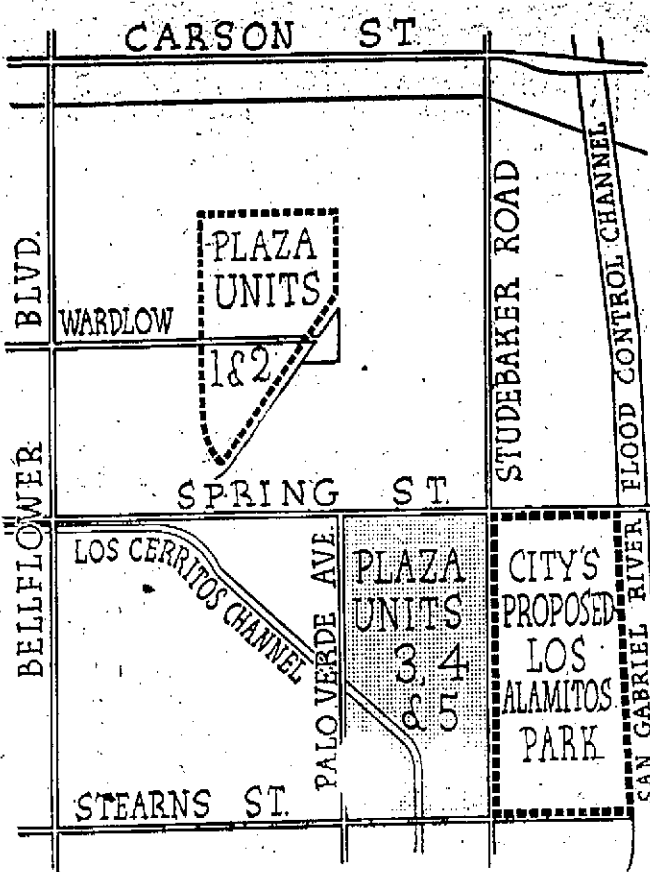 CARSON ST.
BELLFLOWER BLVD.
PLAZA
UNITS
1 & 2
WARDLOW
STUDEBAKER ROAD
FLOOD CONTROL CHANNEL
SPRING ST.
LOS CERRITOS CHANNEL
PALO VERDE AVE.
PLAZA
UNITS
3, 4
& 5
CITY'S
PROPOSED
LOS
ALAMITOS
PARK
SAN GABRIEL RIVER
STEARNS ST.